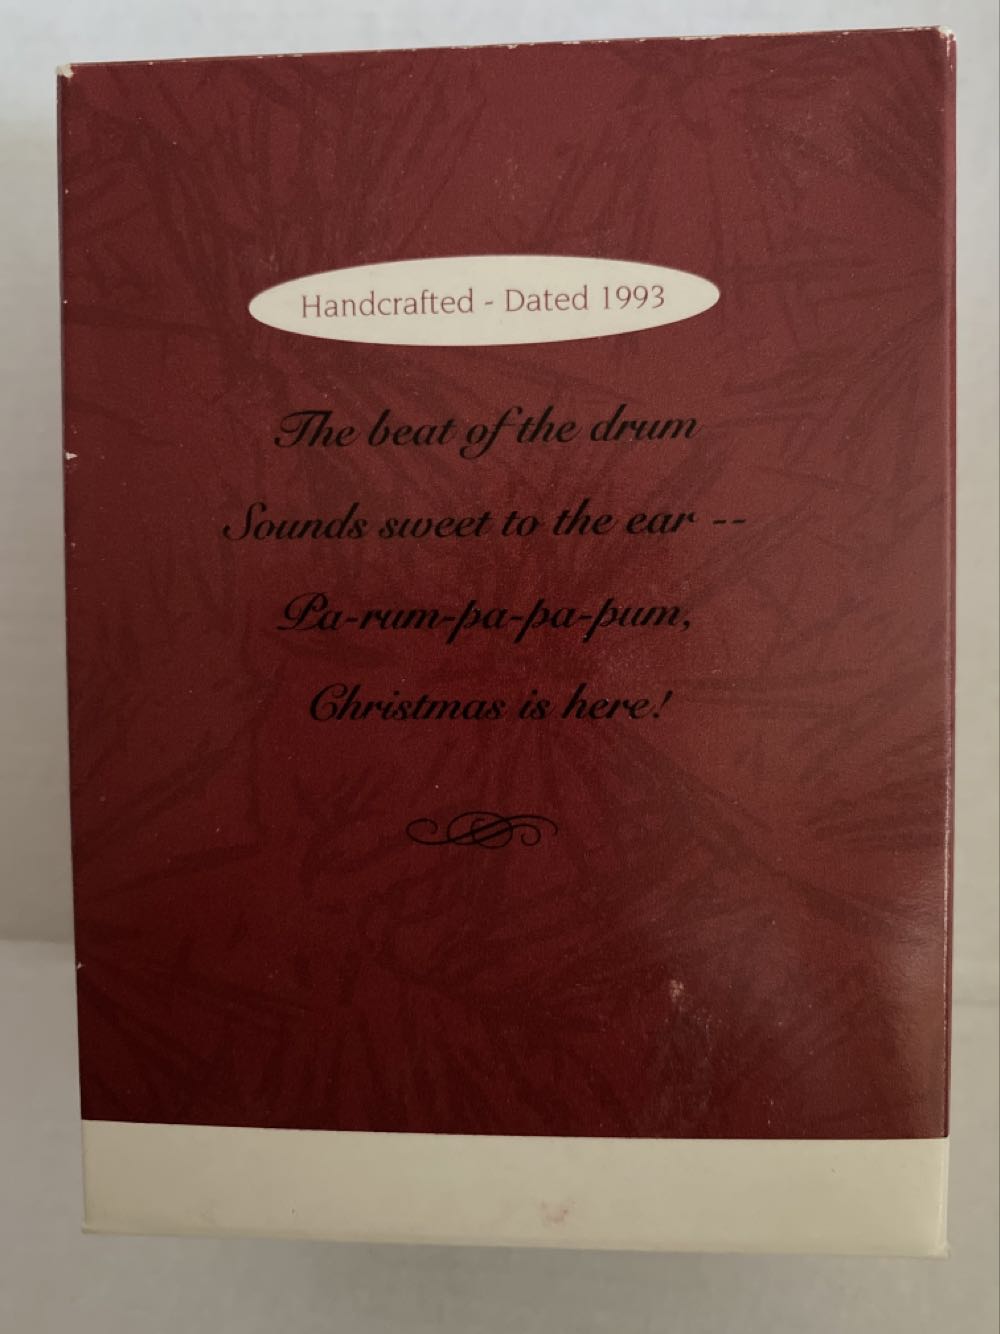 Handcrafted - Dated 1993
The beat of the drum
Sounds sweet to the ear --
Pa-rum-pa-pa-pum,
Christmas is here!